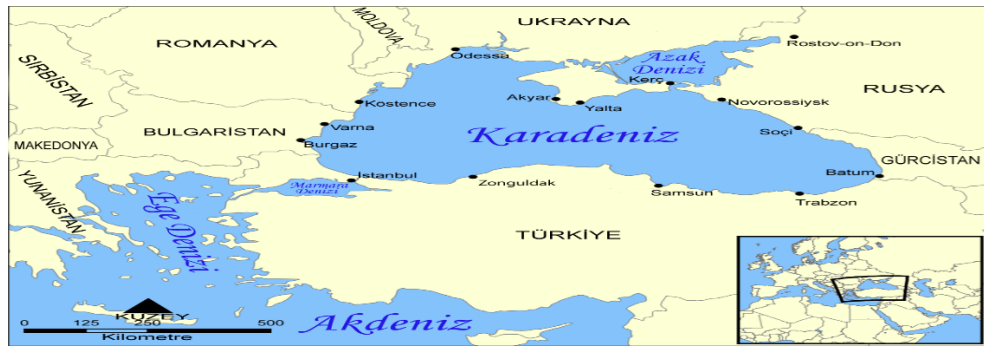 UKRAYNA
MOLDOVA
ROMANYA
Rostov-on-Don
Odessa
Azak
Denizi
SİRBİSTAN
Kerç
RUSYA
Köstence
Akyar
Yalta
Novorossiysk
Varna
BULGARİSTAN
Karadeniz
Soçi
Burgaz
MAKEDONYA
GÜRCİSTAN
Batum
İstanbul
Marmara
Denizi
Zonguldak
Samsun
Trabzon
YUNANİSTAN
Ege Denizi
TÜRKİYE
KUZEY
0 125 250 500
Kilometre
Akdeniz